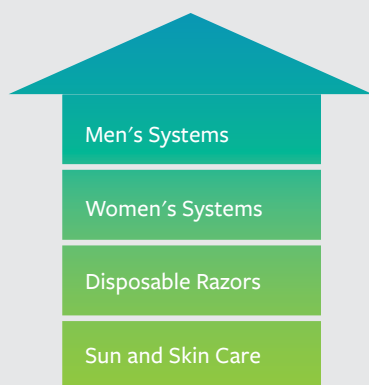 Men's Systems
Women's Systems
Disposable Razors
Sun and Skin Care